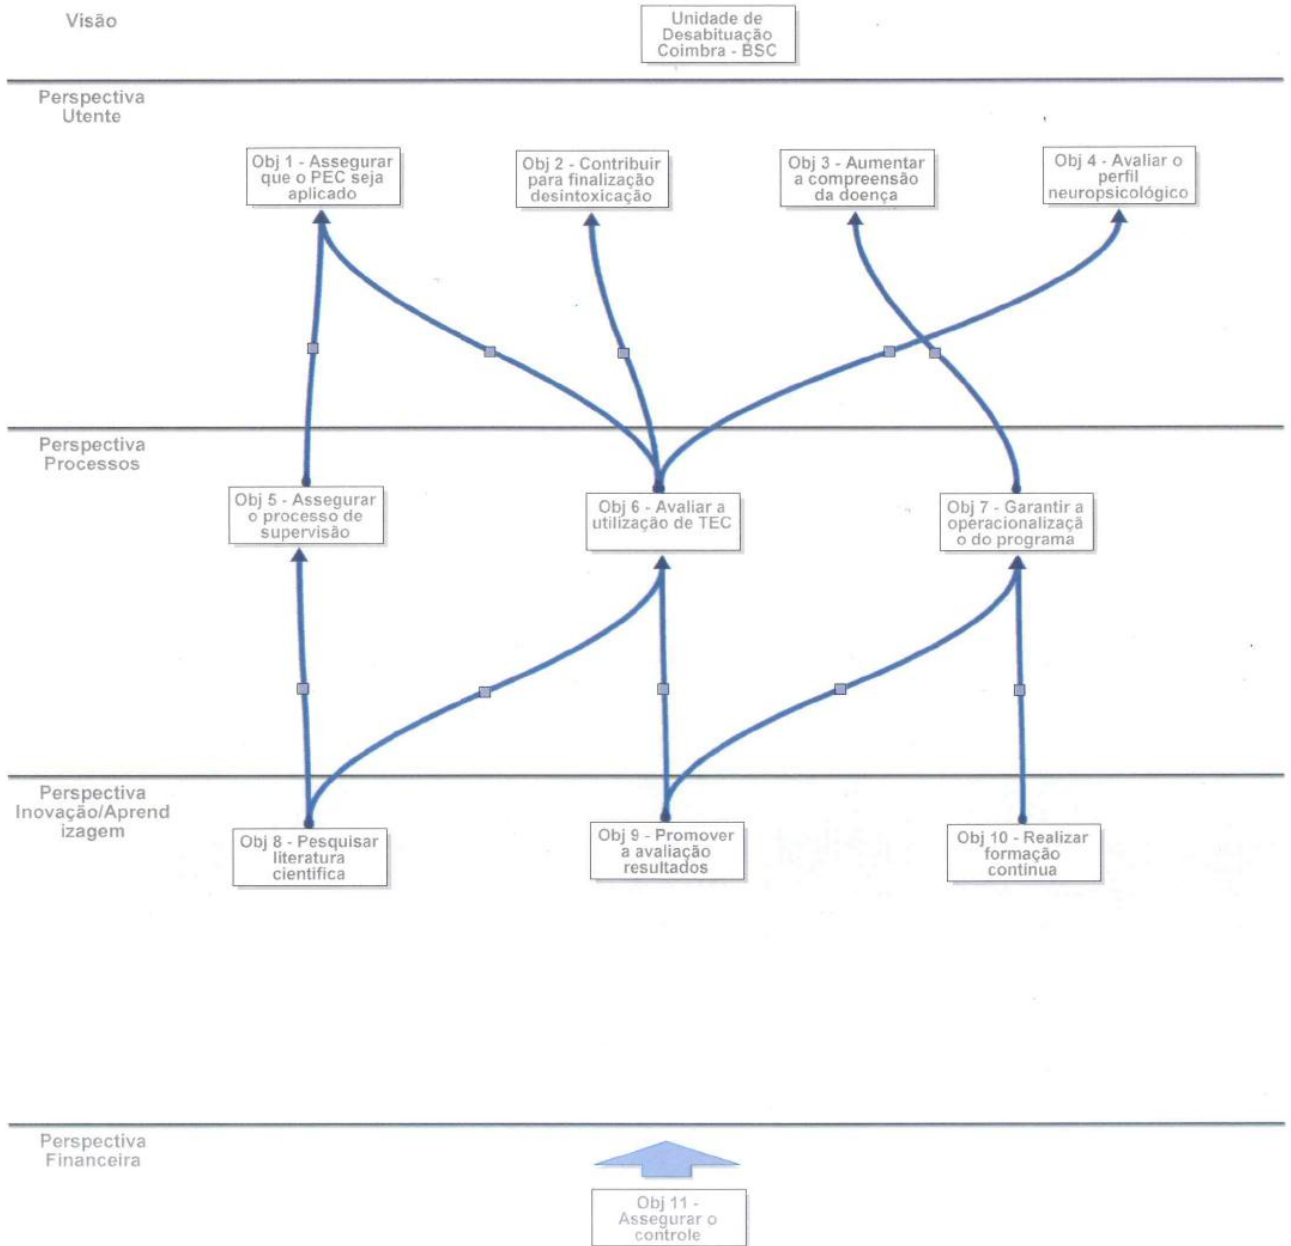 Visão
Unidade de
Desabituação
Coimbra - BSC
Perspectiva
Utente
Obj 1 - Assegurar
que o PEC seja
aplicado
Obj 2 - Contribuir
para finalização
desintoxicação
Obj 3 - Aumentar
a compreensão
da doença
Obj 4 - Avaliar o
perfil
neuropsicológico
Perspectiva
Processos
Obj 5 - Assegurar
o processo de
supervisão
Obj 6 - Avaliar a
utilização de TEC
Obj 7 - Garantir a
operacionalizaçã
o do programa
Perspectiva
Inovação/Aprend
izagem
Obj 8 - Pesquisar
literatura
cientifica
Obj 9 - Promover
a avaliação
resultados
Obj 10 - Realizar
formação
contínua
Perspectiva
Financeira
Obj 11 -
Assegurar o
controle